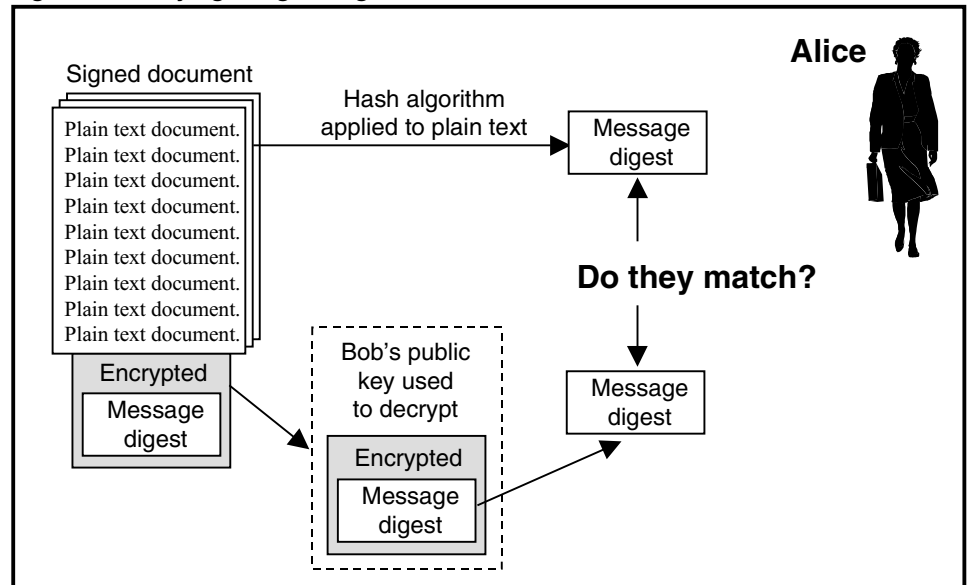 Alice
Signed document
Hash algorithm
applied to plain text
Plain text document.
Plain text document.
Plain text document.
Plain text document.
Plain text document.
Plain text document.
Plain text document.
Plain text document.
Plain text document.
Message
digest
Do they match?
Encrypted
Message
digest
Bob's public
key used
to decrypt
Encrypted
Message
digest
Message
digest